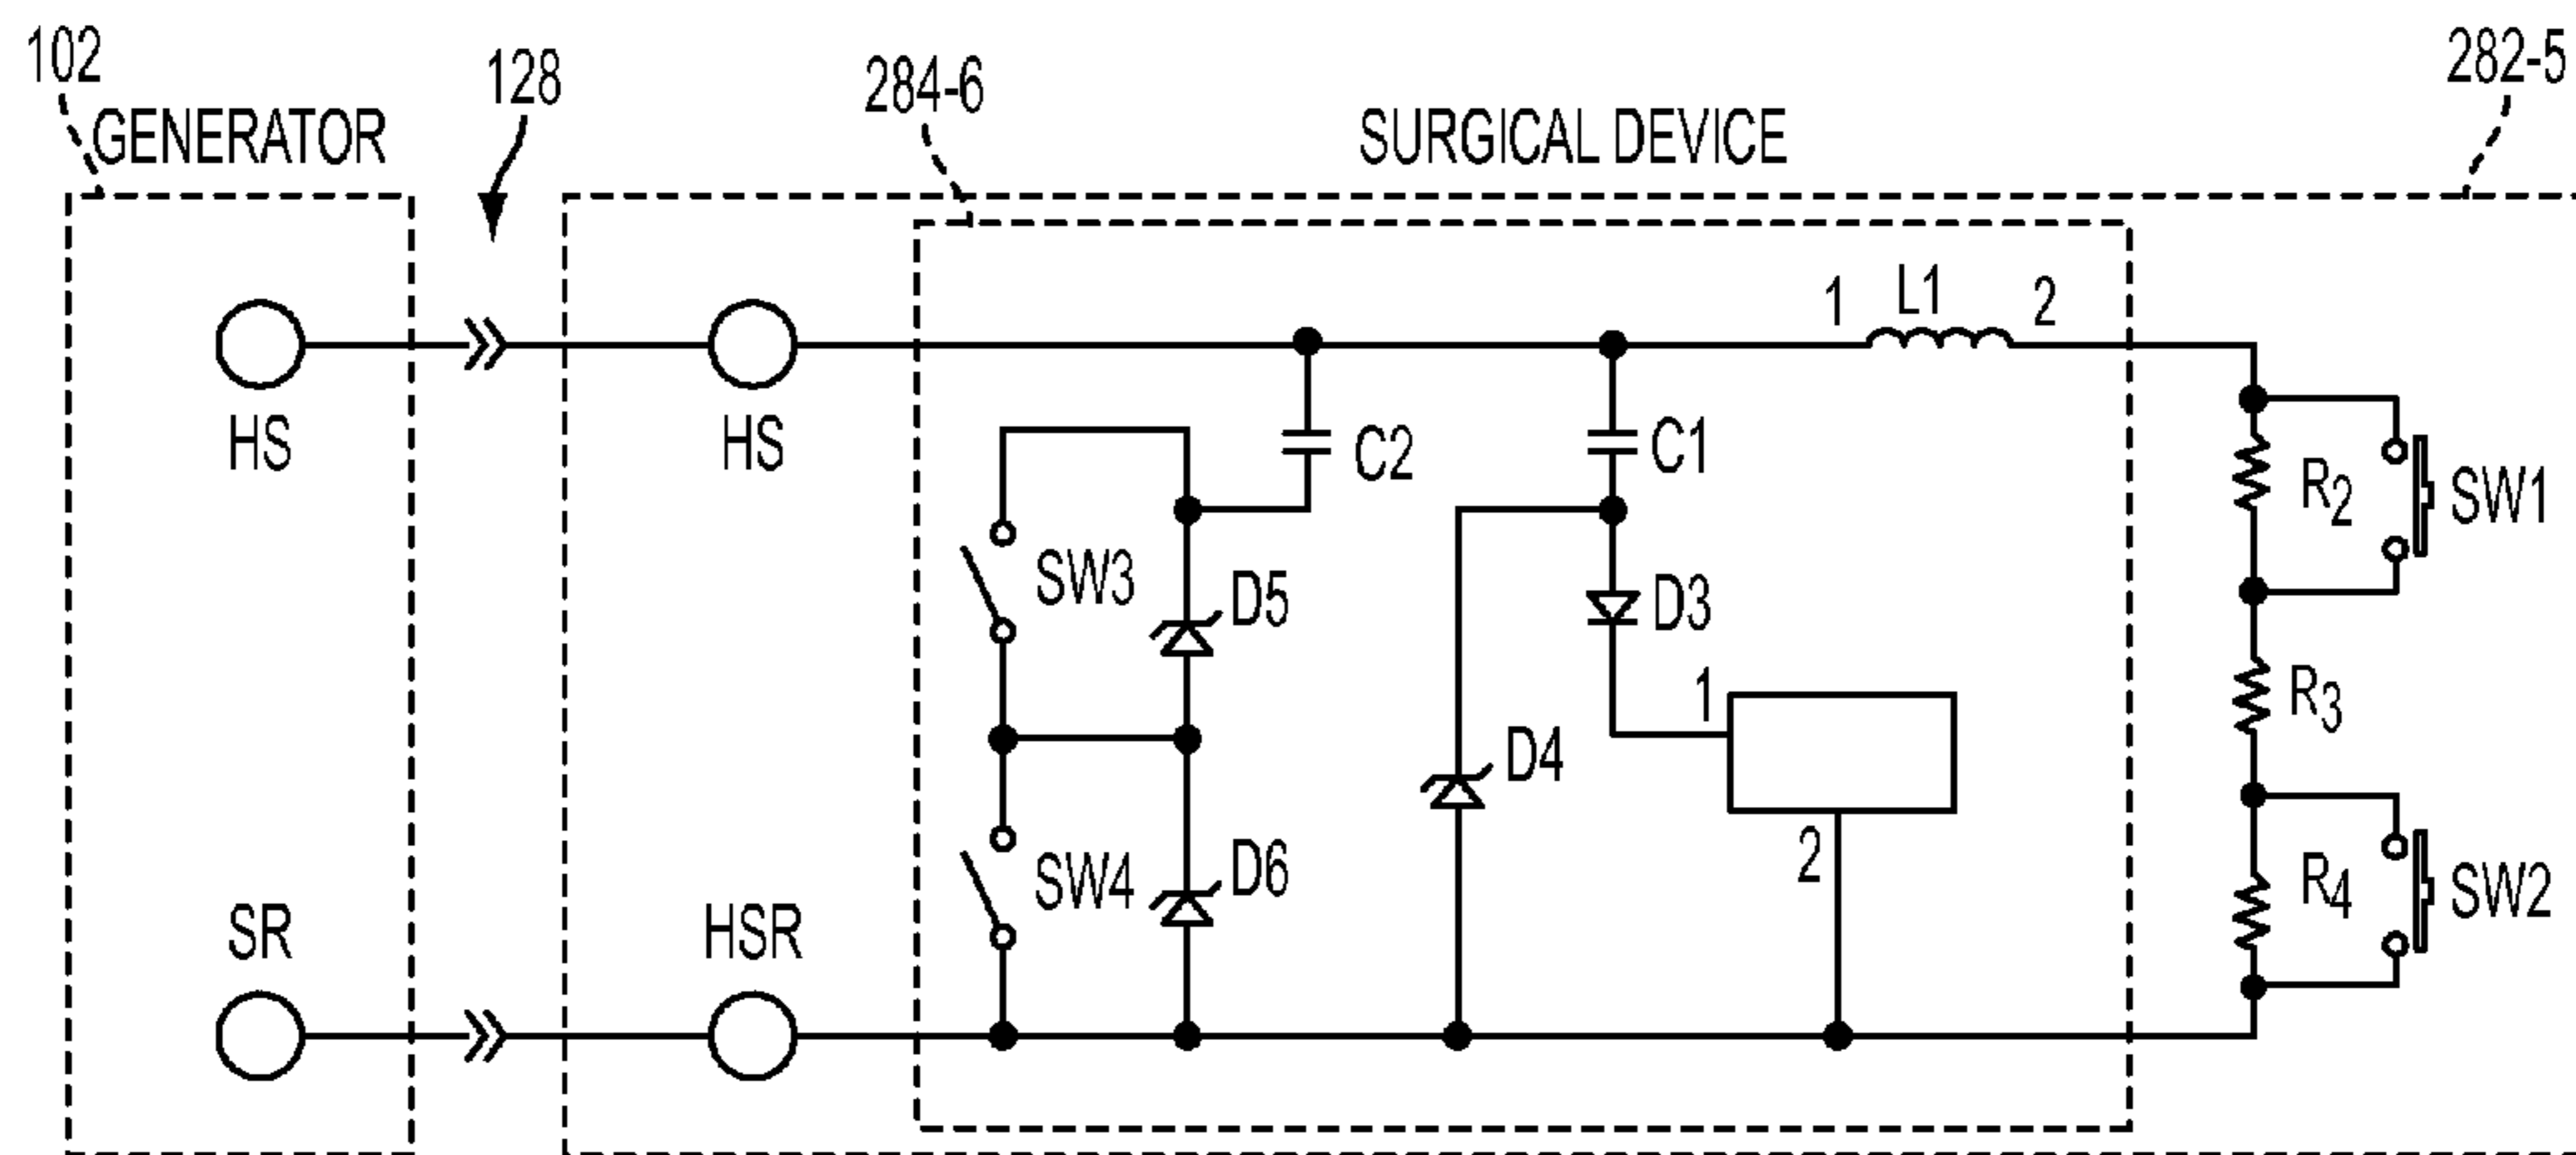 102
128
284-6
282-5
GENERATOR
SURGICAL DEVICE
1 L1 2
HS
HS
C2
C1
R2
SW1
SW3
D5
D3
1
R3
D4
SW4
D6
2
R4
SW2
SR
HSR